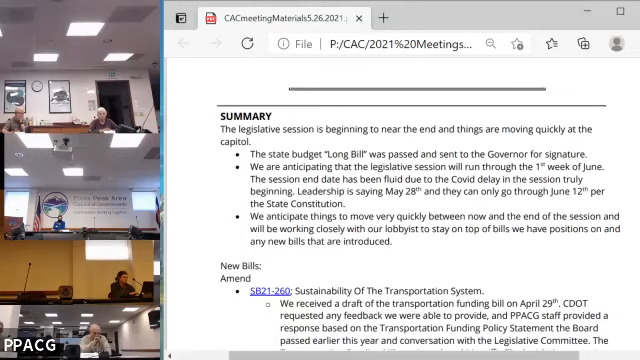 CACmeetingMaterials5.26.2021.p
File
P:/CAC/2021%20Meetings...
SUMMARY
The legislative session is beginning to near the end and things are moving quickly at the
capitol.
• The state budget "Long Bill" was passed and sent to the Governor for signature.
• We are anticipating that the legislative session will run through the 1st week of June.
The session end date has been fluid due to the Covid delay in the session truly
beginning. Leadership is saying May 28th and they can only go through June 12th per
the State Constitution.
• We anticipate things to move very quickly between now and the end of the session and
will be working closely with our lobbyist to stay on top of bills we have positions on and
any new bills that are introduced.
New Bills:
Amend
• SB21-260; Sustainability Of The Transportation System.
o We received a draft of the transportation funding bill on April 29th. CDOT
requested any feedback we were able to provide, and PPACG staff provided a
response based on the Transportation Funding Policy Statement the Board
passed earlier this year and conversation with the Legislative Committee. The
Pikes Peak Area
Council of Governments
PPACG